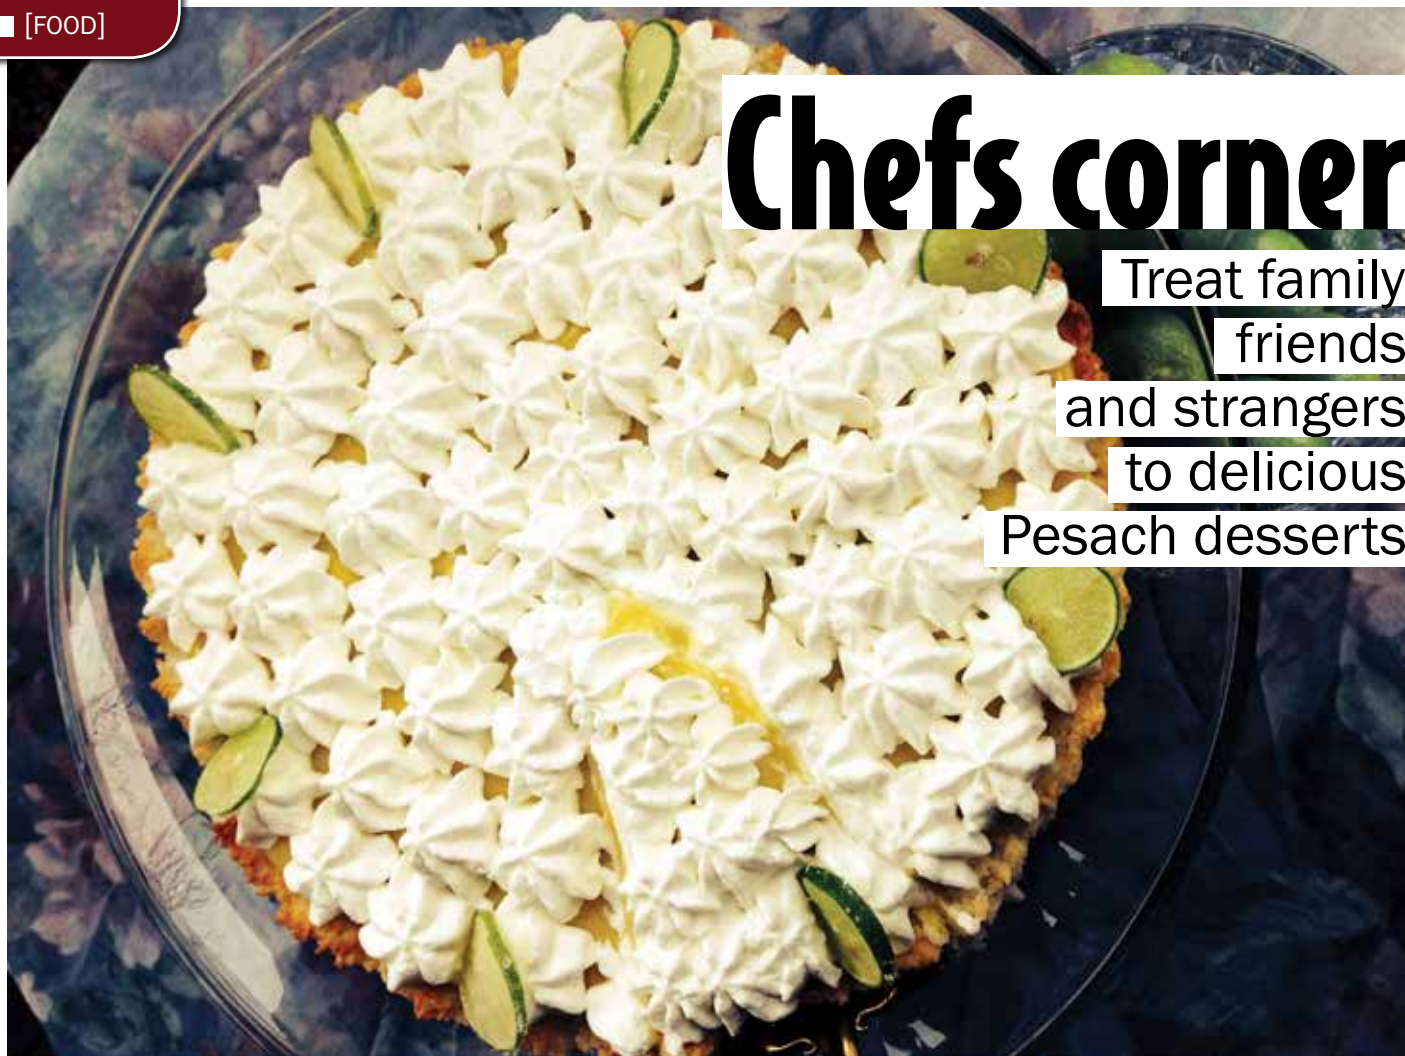 [FOOD]
Chefs corner
Treat family
friends
and strangers
to delicious
Pesach desserts